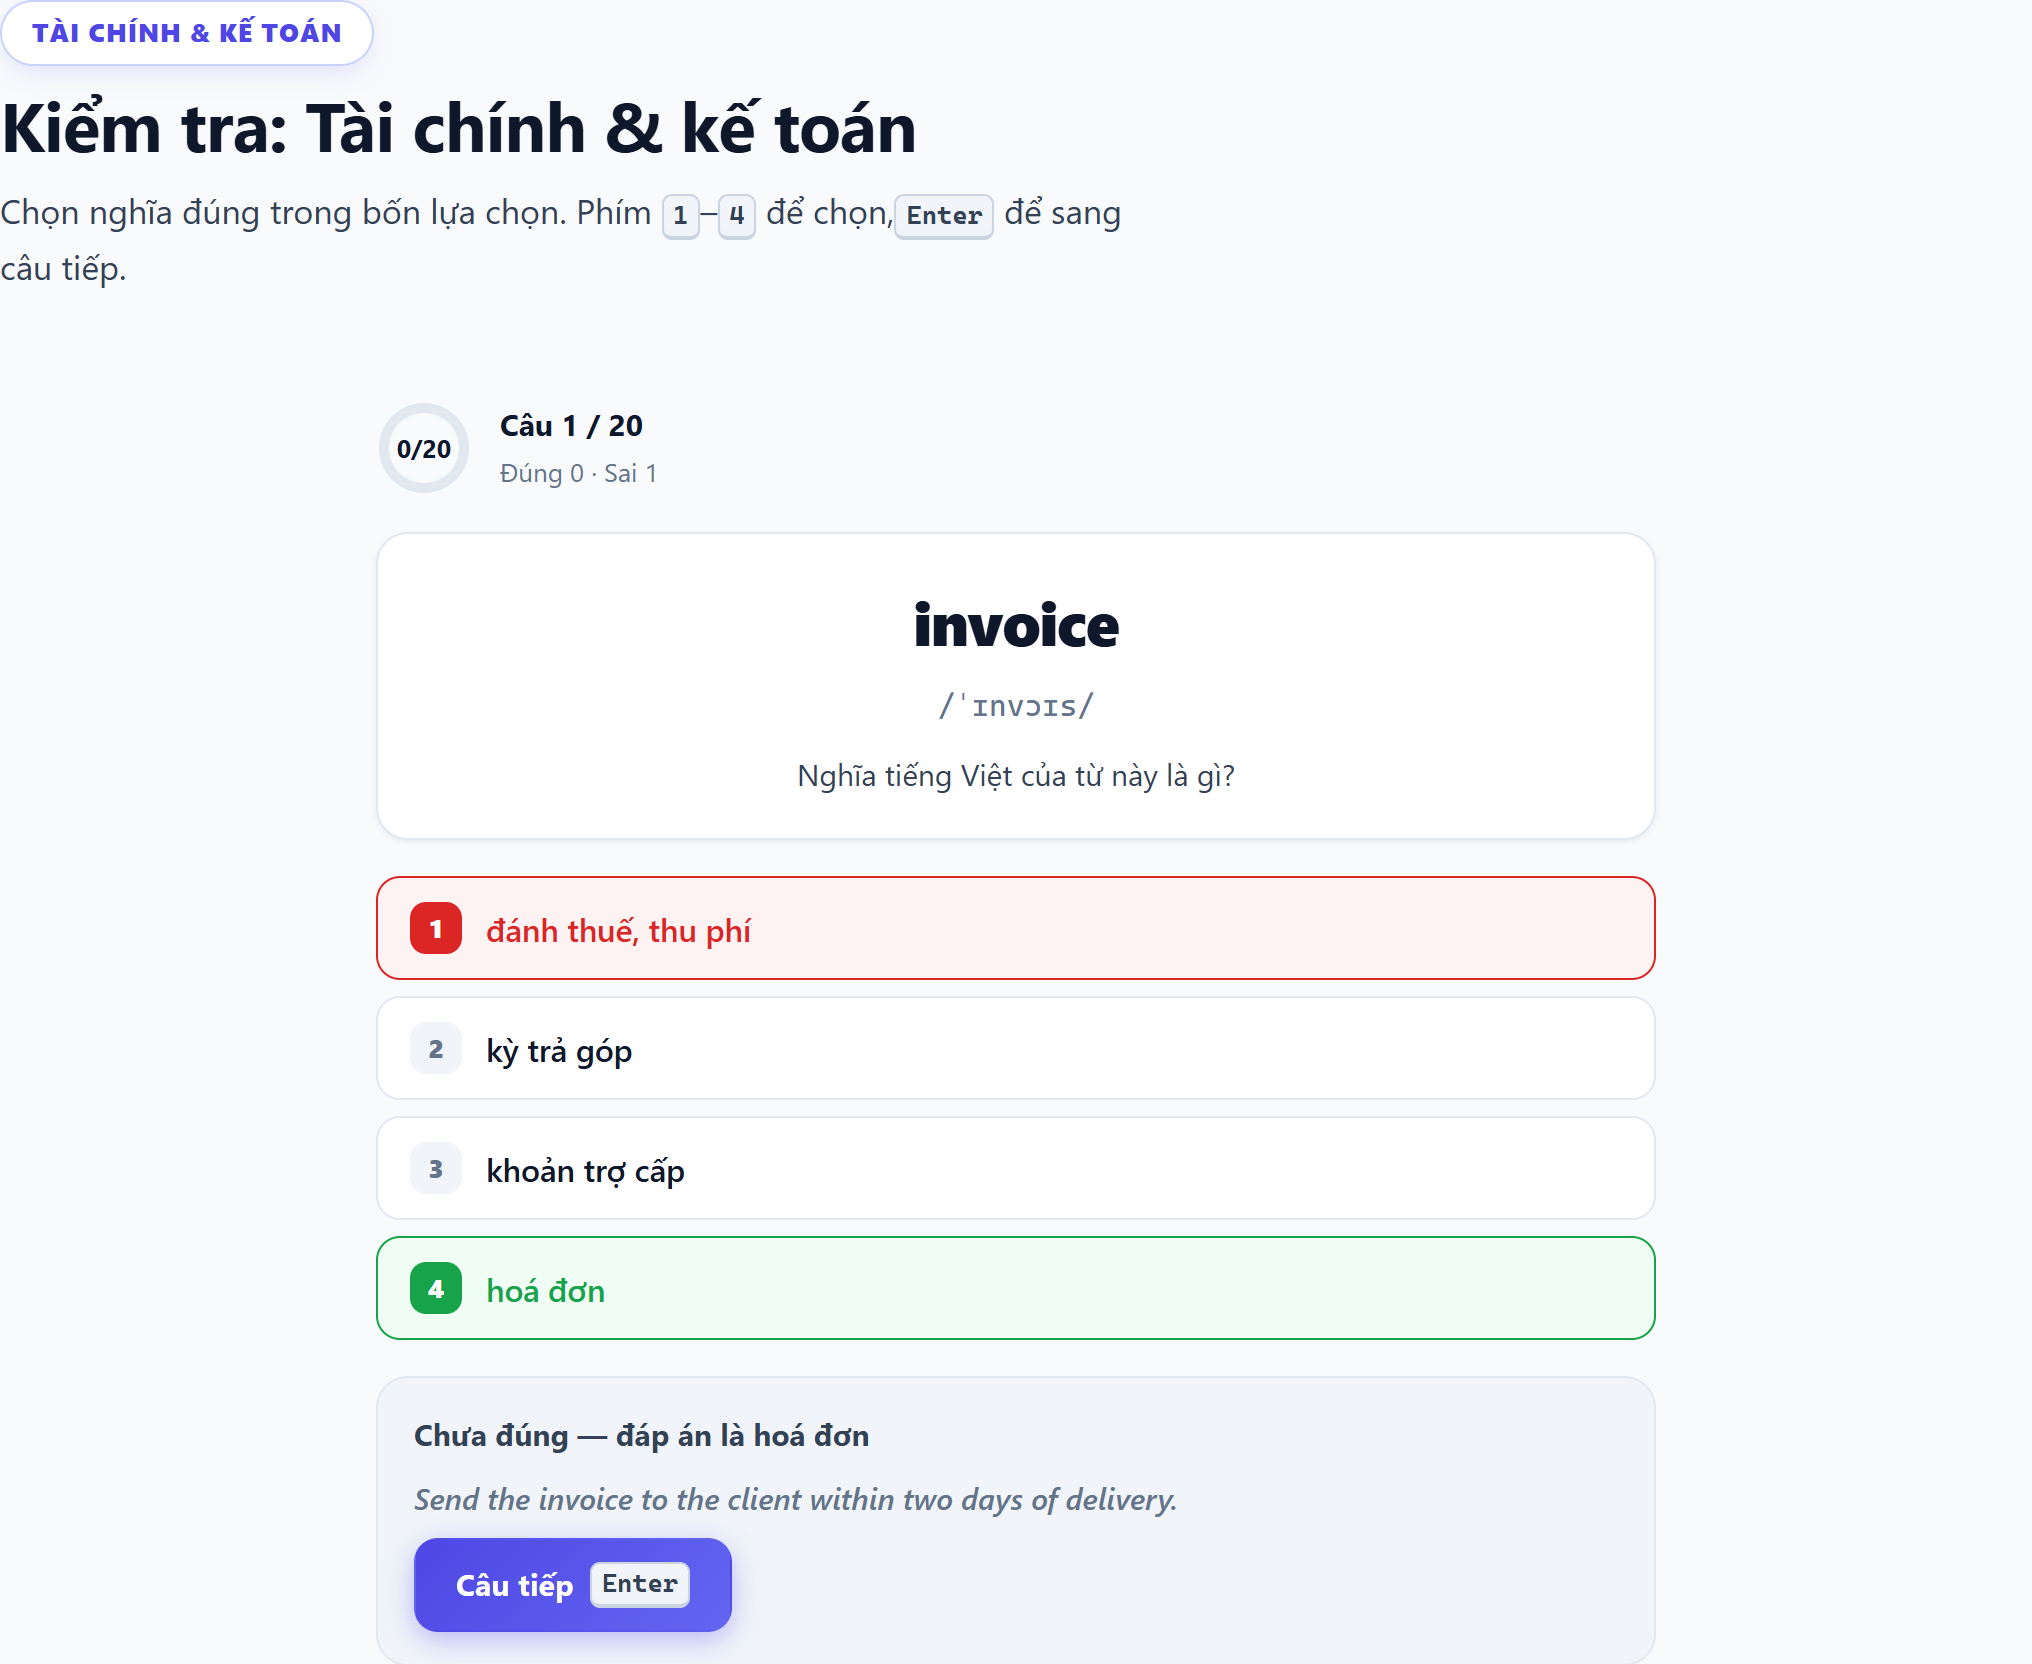 TÀI CHÍNH & KẾ TOÁN
Kiểm tra: Tài chính & kế toán
Chọn nghĩa đúng trong bốn lựa chọn. Phím 1–4 để chọn,Enter để sang
câu tiếp.
0/20
Câu 1 / 20
Đúng 0 · Sai 1
invoice
/ˈɪnvɔɪs/
Nghĩa tiếng Việt của từ này là gì?
1 đánh thuế, thu phí
2 kỳ trả góp
3 khoản trợ cấp
4 hoá đơn
Chưa đúng — đáp án là hoá đơn
Send the invoice to the client within two days of delivery.
Câu tiếp Enter